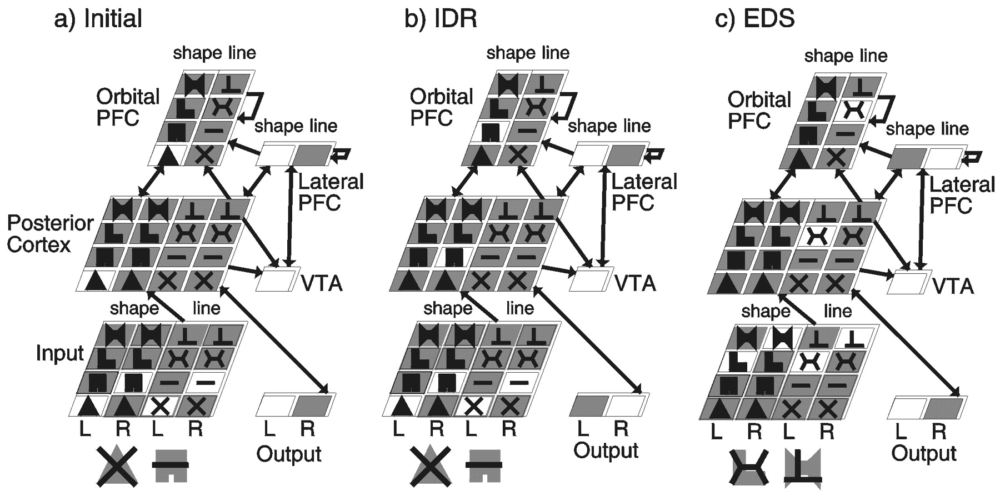 a) Initial
shape line
Orbital
PFC
shape line
Lateral
PFC
Posterior
Cortex
VTA
shape line
Input
L R L R
L R
Output
b) IDR
shape line
Orbital
PFC
shape line
Lateral
PFC
VTA
shape line
L R L R
L R
Output
c) EDS
shape line
Orbital
PFC
shape line
Lateral
PFC
VTA
shape line
L R L R
L R
Output